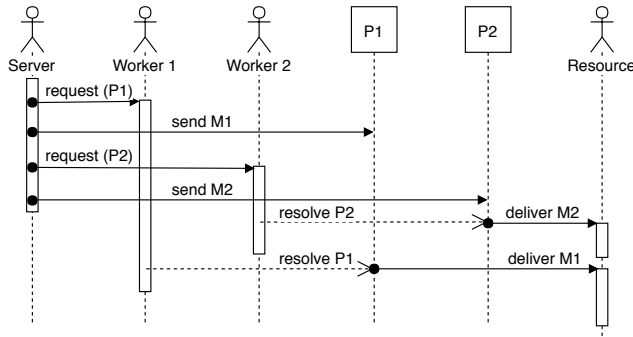 P1
P2
Server
Worker 1
Worker 2
Resource
request (P1)
send M1
request (P2)
send M2
resolve P2
deliver M2
resolve P1
deliver M1